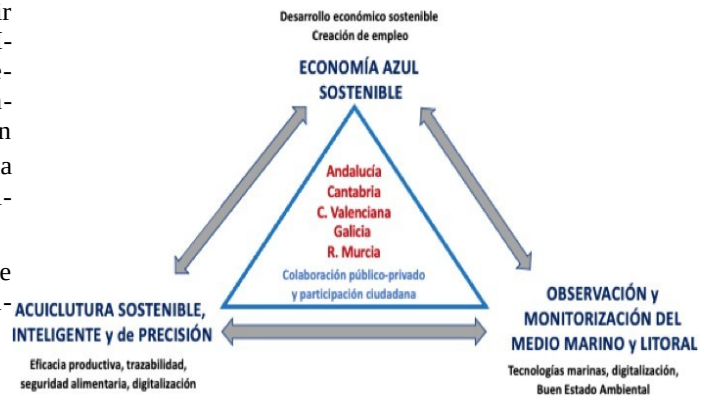 ir
n
a
e
Desarrollo económico sostenible
Creación de empleo
ECONOMÍA AZUL
SOSTENIBLE
Andalucía
Cantabria
C. Valenciana
Galicia
R. Murcia
Colaboración público-privado
y participación ciudadana
ACUICLUTURA SOSTENIBLE,
INTELIGENTE y de PRECISIÓN
Eficacia productiva, trazabilidad,
seguridad alimentaria, digitalización
OBSERVACIÓN y
MONITORIZACIÓN DEL
MEDIO MARINO y LITORAL
Tecnologías marinas, digitalización,
Buen Estado Ambiental